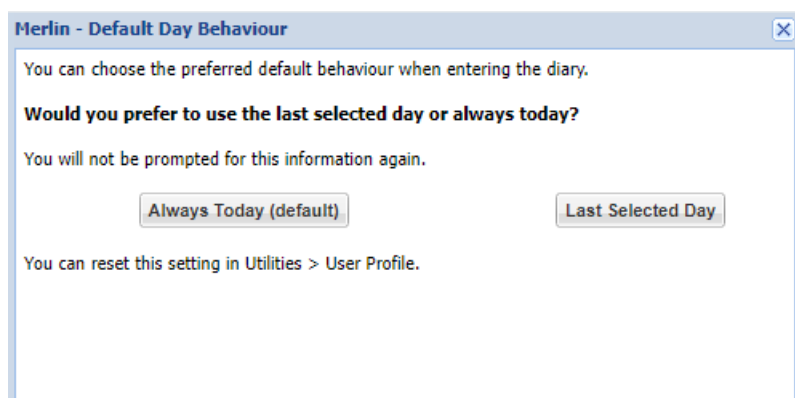 Merlin - Default Day Behaviour
You can choose the preferred default behaviour when entering the diary.
Would you prefer to use the last selected day or always today?
You will not be prompted for this information again.
Always Today (default) Last Selected Day
You can reset this setting in Utilities > User Profile.